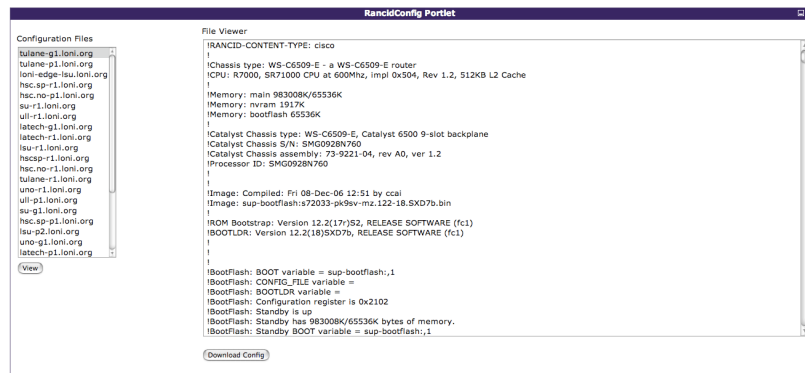 RancidConfig Portlet
Configuration Files
tulane-g1.loni.org
tulane-p1.loni.org
loni-edge-lsu.loni.org
hsc.sp-r1.loni.org
hsc.no-p1.loni.org
su-r1.loni.org
ull-r1.loni.org
latech-g1.loni.org
latech-r1.loni.org
lsu-r1.loni.org
hscsp-r1.loni.org
hsc.no-r1.loni.org
tulane-r1.loni.org
uno-r1.loni.org
ull-p1.loni.org
su-g1.loni.org
hsc.sp-p1.loni.org
lsu-p2.loni.org
uno-g1.loni.org
latech-p1.loni.org
View
File Viewer
!RANCID-CONTENT-TYPE: cisco
!
!Chassis type: WS-C6509-E - a WS-C6509-E router
!CPU: R7000, SR71000 CPU at 600Mhz, impl 0x504, Rev 1.2, 512KB L2 Cache
!
!Memory: main 983008K/65536K
!Memory: nvram 1917K
!Memory: bootflash 65536K
!
!Catalyst Chassis type: WS-C6509-E, Catalyst 6500 9-slot backplane
!Catalyst Chassis S/N: SMG0928N760
!Catalyst Chassis assembly: 73-9221-04, rev A0, ver 1.2
!Processor ID: SMG0928N760
!
!
!Image: Compiled: Fri 08-Dec-06 12:51 by ccai
!Image: sup-bootflash:s72033-pk9sv-mz.122-18.SXD7b.bin
!
!ROM Bootstrap: Version 12.2(17r)S2, RELEASE SOFTWARE (fc1)
!BOOTLDR: Version 12.2(18)SXD7b, RELEASE SOFTWARE (fc1)
!
!
!
!BootFlash: BOOT variable = sup-bootflash:,1
!BootFlash: CONFIG_FILE variable =
!BootFlash: BOOTLDR variable =
!BootFlash: Configuration register is 0x2102
!BootFlash: Standby is up
!BootFlash: Standby has 983008K/65536K bytes of memory.
!BootFlash: Standby BOOT variable = sup-bootflash:,1
Download Config